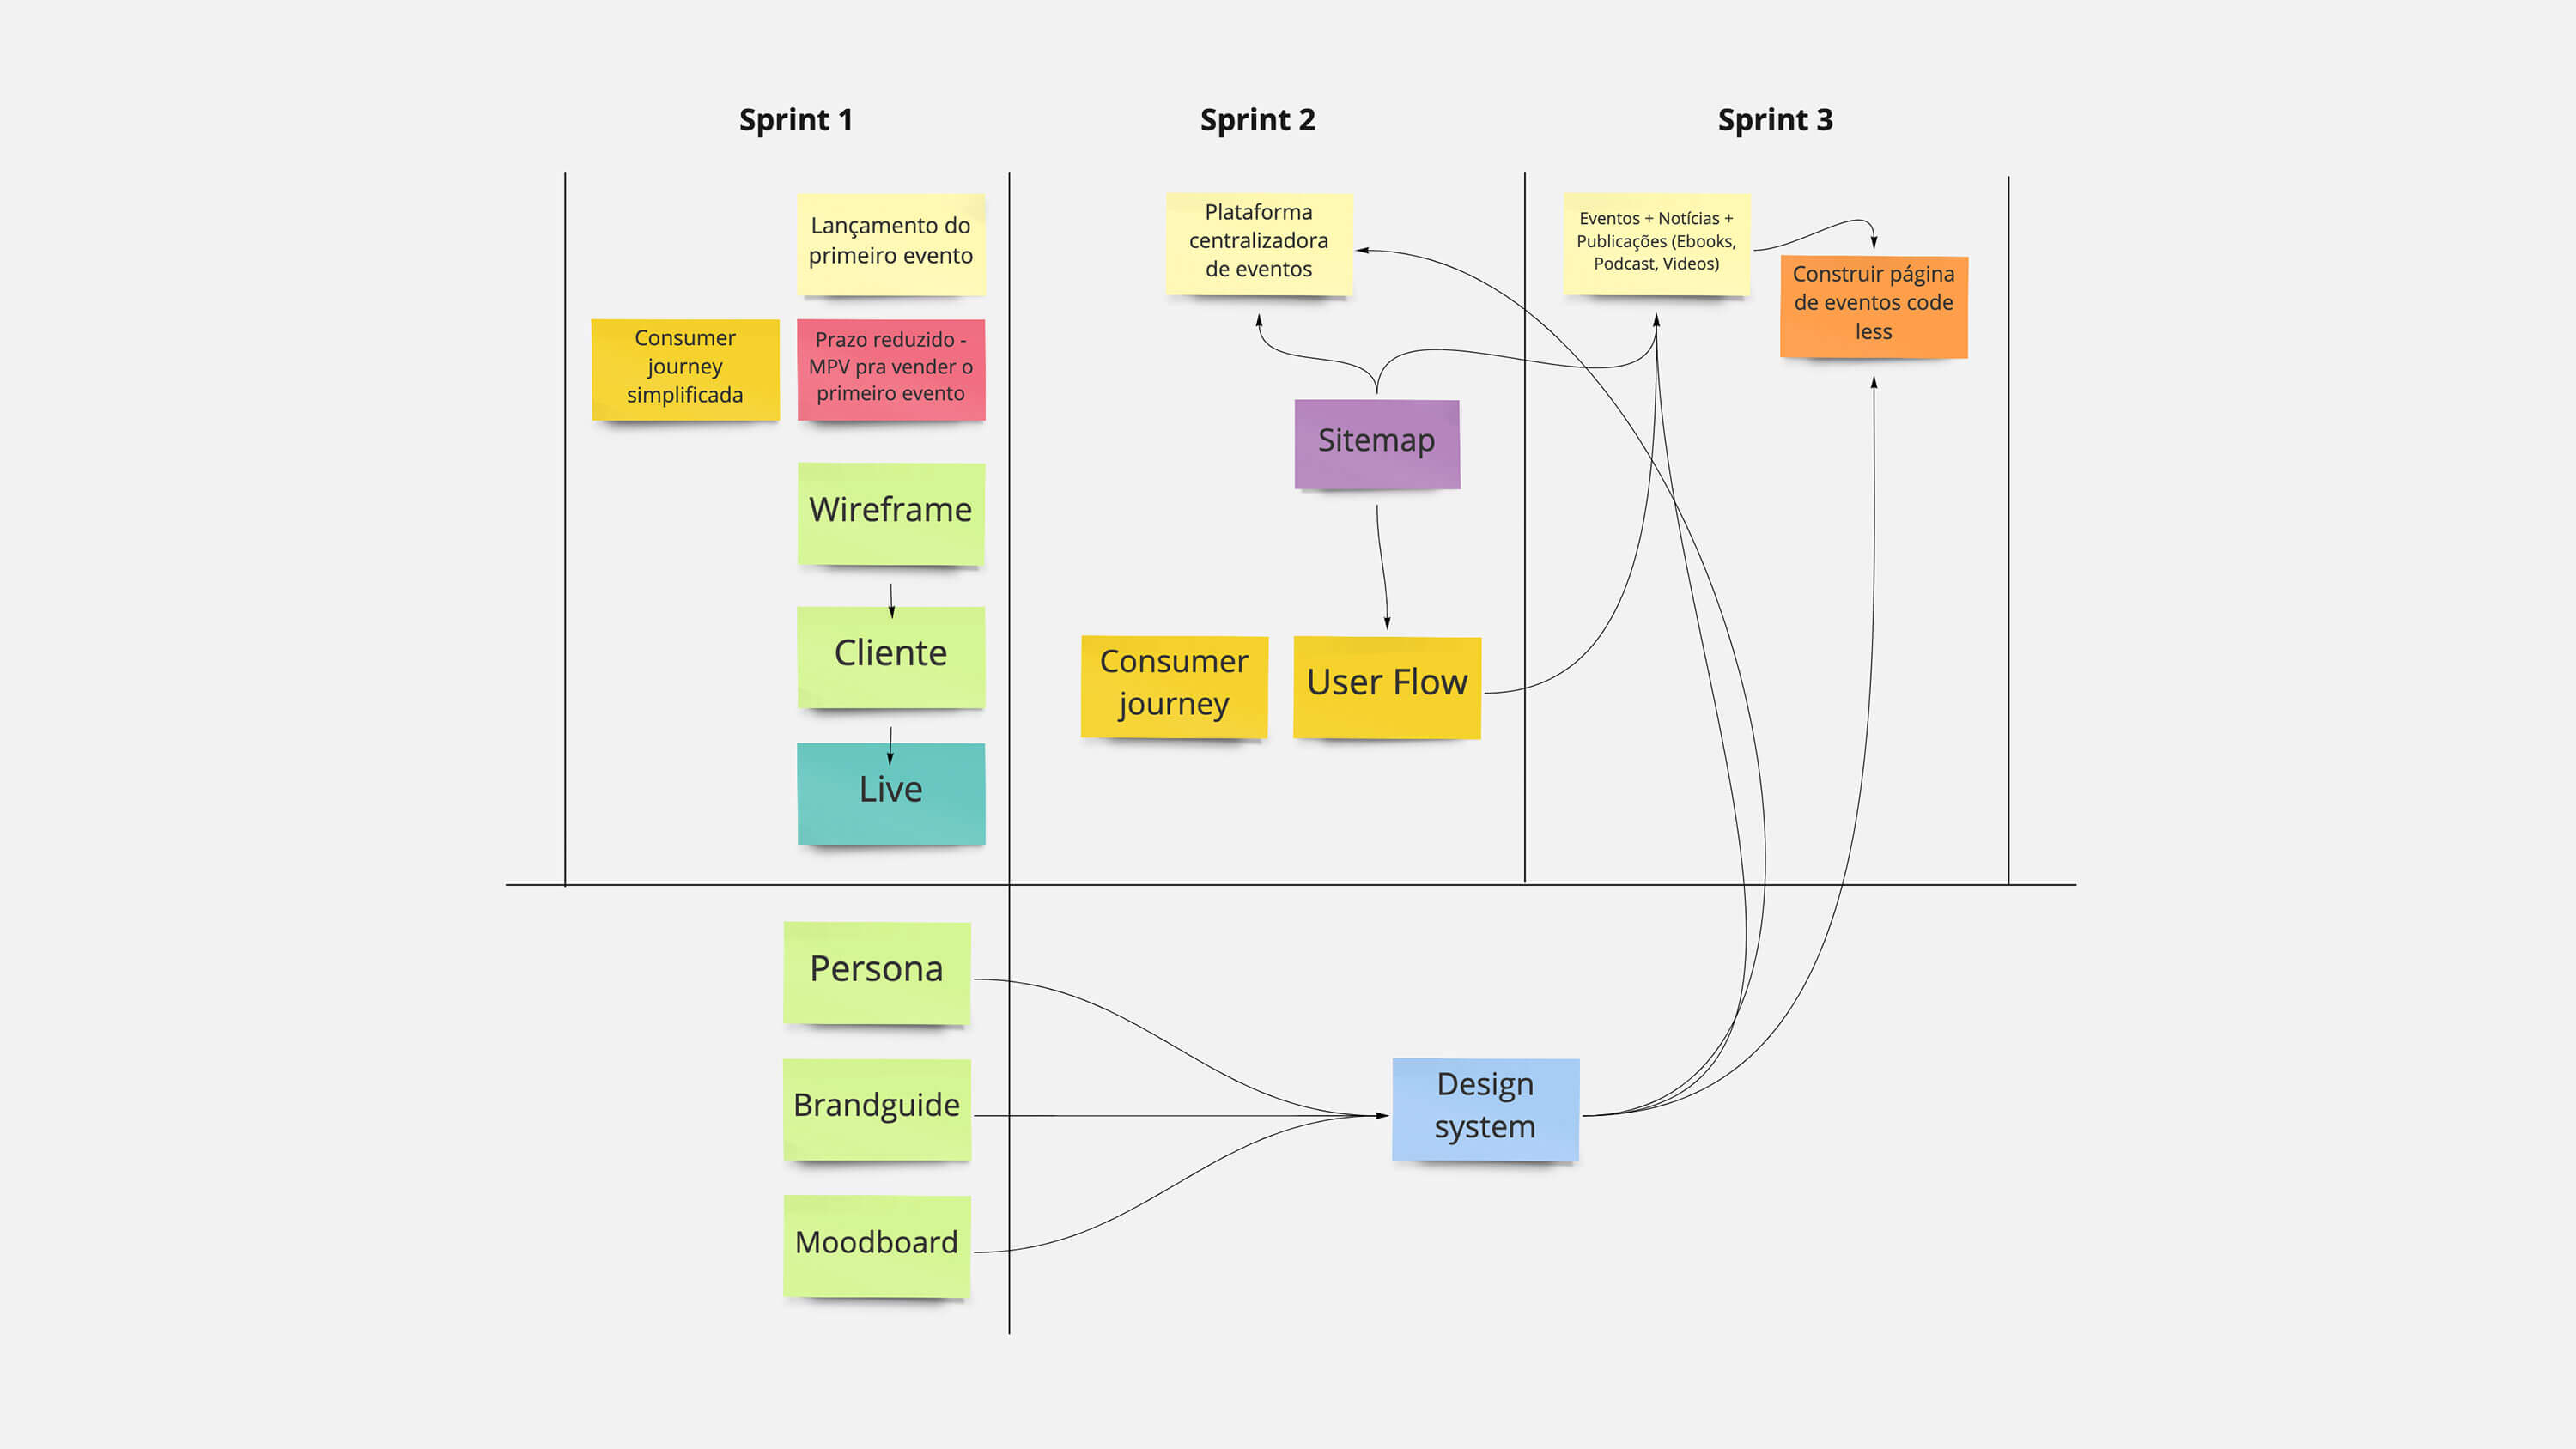 Sprint 1
Sprint 2
Sprint 3
Lançamento do
primeiro evento
Consumer
journey
simplificada
Prazo reduzido -
MPV pra vender o
primeiro evento
Wireframe
Cliente
Live
Plataforma
centralizadora
de eventos
Sitemap
Consumer
journey
User Flow
Eventos + Notícias +
Publicações (Ebooks,
Podcast, Videos)
Construir página
de eventos code
less
Persona
Brandguide
Moodboard
Design
system